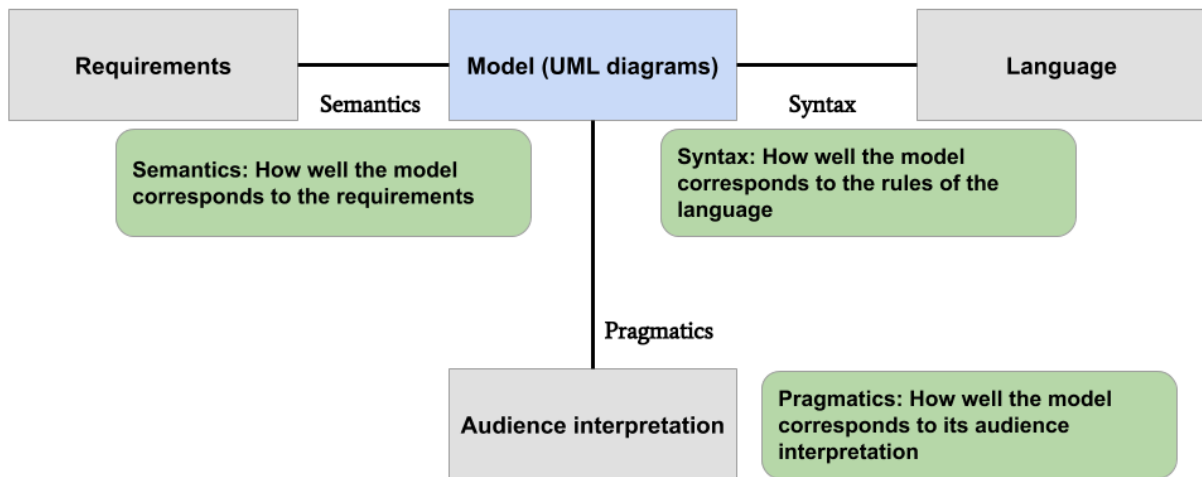 Requirements
Model (UML diagrams)
Language
Semantics
Syntax
Semantics: How well the model
corresponds to the requirements
Syntax: How well the model
corresponds to the rules of the
language
Pragmatics
Audience interpretation
Pragmatics: How well the model
corresponds to its audience
interpretation